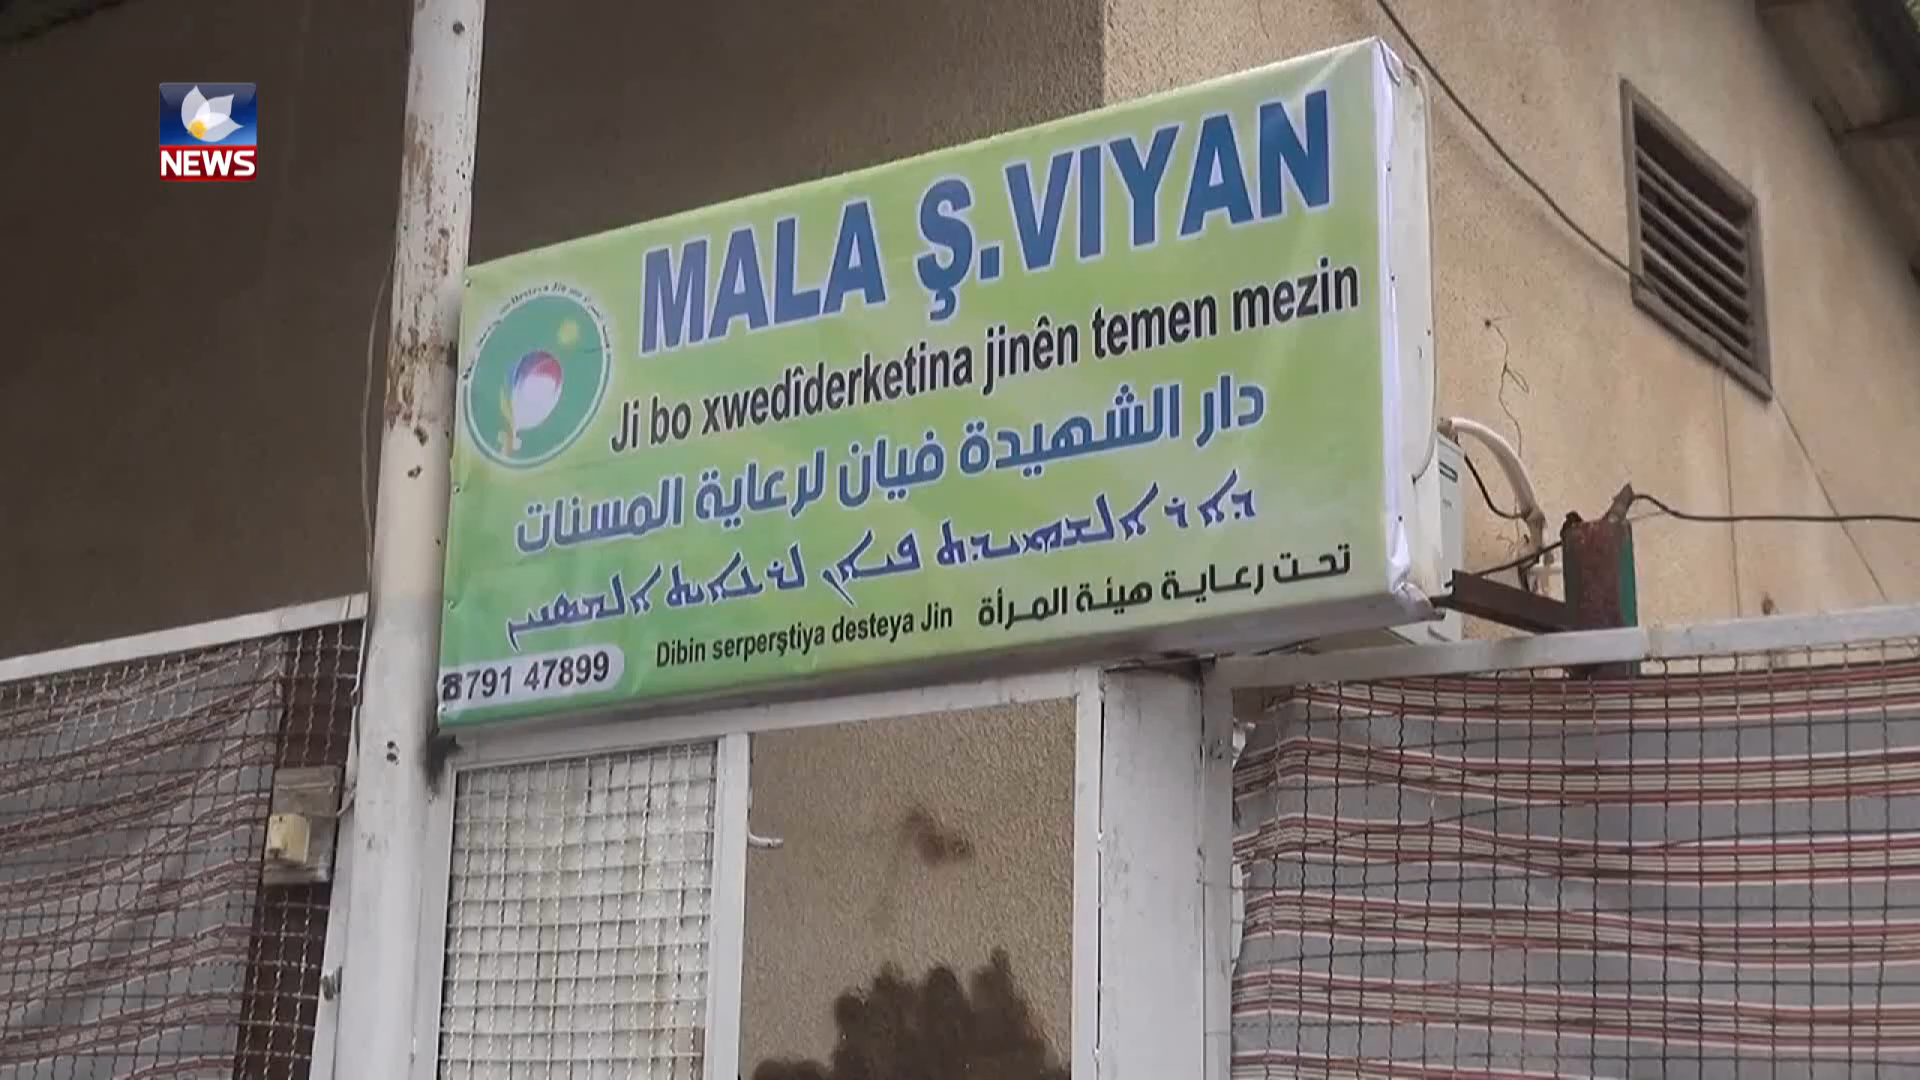 NEWS
MALA Ş.VIYAN
Ji bo xwedîderketina jinên temen mezin
دار الشهيدة فيان لرعاية المسنات
Dibin serperştiya desteya Jin تحت رعاية هيئة المرأة
791 47899